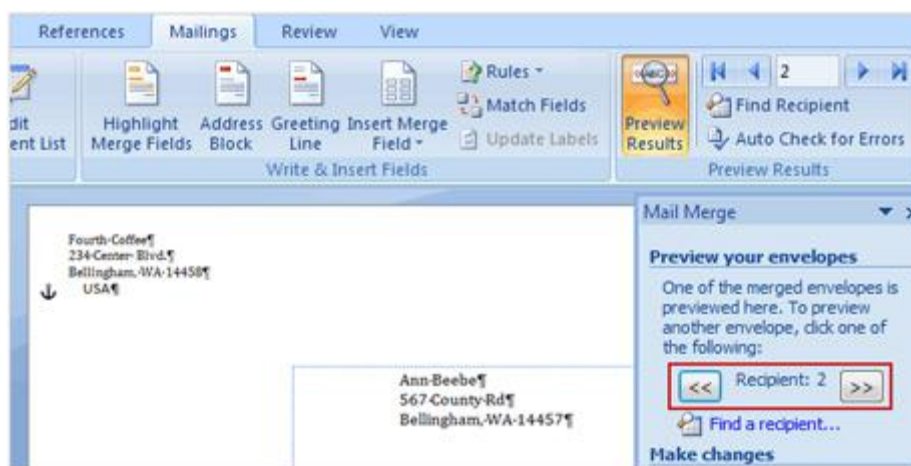 References Mailings Review View
Rules
dit Highlight Address Greeting Insert Merge Match Fields Preview 2 Find Recipient
ent List Merge Fields Block Line Field Update Labels Results Auto Check for Errors
Write & Insert Fields Preview Results
Mail Merge
Fourth·Coffee¶
234·Center·Blvd.¶
Bellingham,·WA·14458¶
USA¶
Preview your envelopes
One of the merged envelopes is
previewed here. To preview
another envelope, click one of
the following:
<< Recipient: 2 >>
Ann·Beebe¶
567·County·Rd¶
Bellingham,·WA·14457¶
Find a recipient...
Make changes